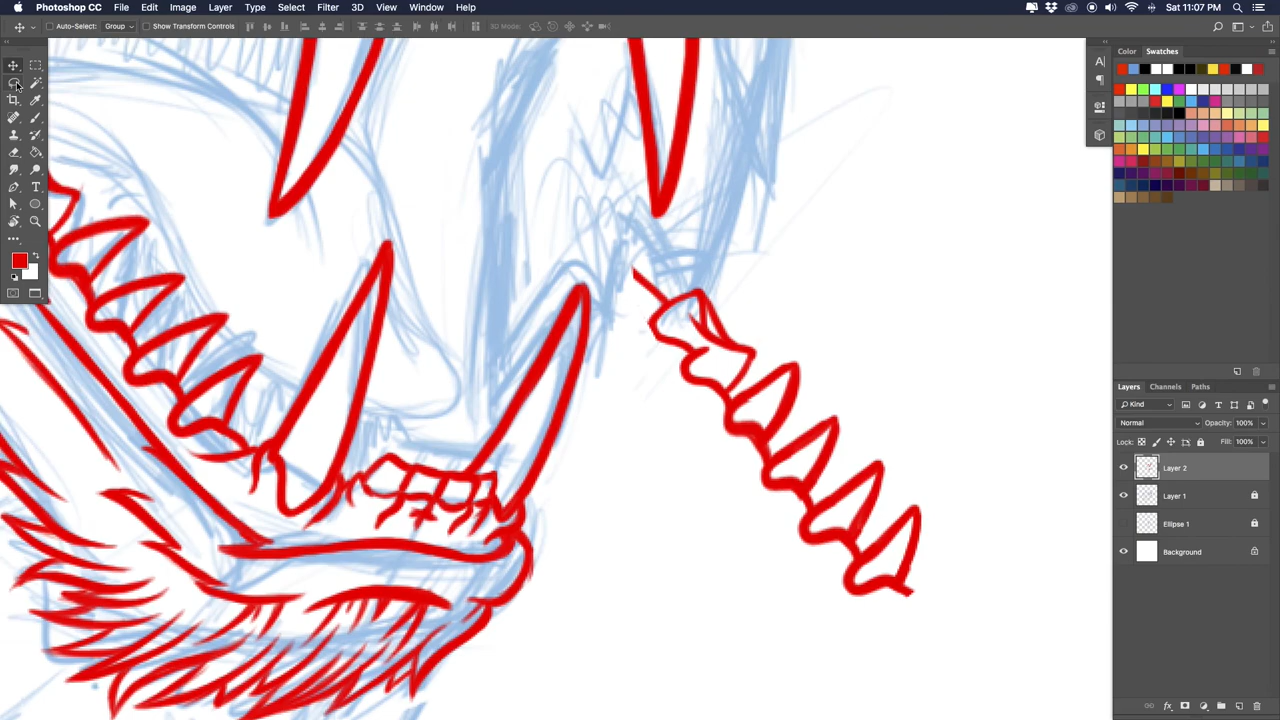 Photoshop CC File Edit Image Layer Type Select Filter 3D View Window Help Sat 11:07 PM
Auto-Select: Group Show Transform Controls 3D Mode:
Color Swatches
Layers Channels Paths
Kind
Normal Opacity: 100%
Lock: Fill: 100%
Layer 2
Layer 1
Ellipse 1
Background